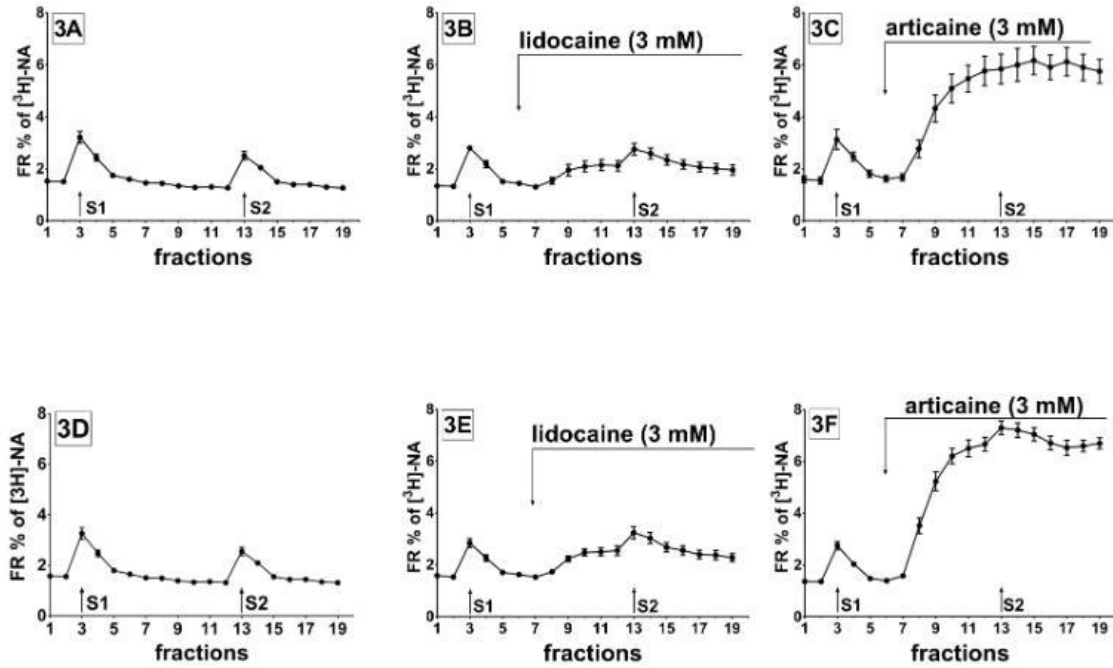 3A
FR % of [³H]-NA
8
6
4
2
0
S1
S2
1 3 5 7 9 11 13 15 17 19
fractions
3B
lidocaine (3 mM)
FR % of [³H]-NA
8
6
4
2
0
S1
S2
1 3 5 7 9 11 13 15 17 19
fractions
3C
articaine (3 mM)
FR % of [³H]-NA
8
6
4
2
0
S1
S2
1 3 5 7 9 11 13 15 17 19
fractions
3D
FR % of [3H]-NA
8
6
4
2
0
S1
S2
1 3 5 7 9 11 13 15 17 19
fractions
3E
lidocaine (3 mM)
FR % of [³H]-NA
8
6
4
2
0
S1
S2
1 3 5 7 9 11 13 15 17 19
fractions
3F
articaine (3 mM)
FR % of [³H]-NA
8
6
4
2
0
S1
S2
1 3 5 7 9 11 13 15 17 19
fractions